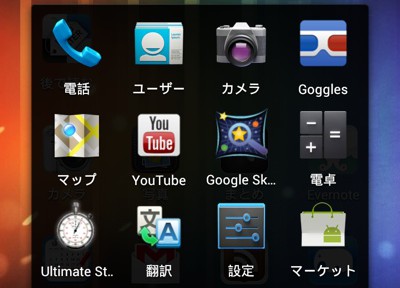 電話
ユーザー
カメラ
Goggles
You
Tube
マップ
YouTube
Google Sk...
電卓
文
A
Ultimate St..
翻訳
設定
マーケット
Evernote